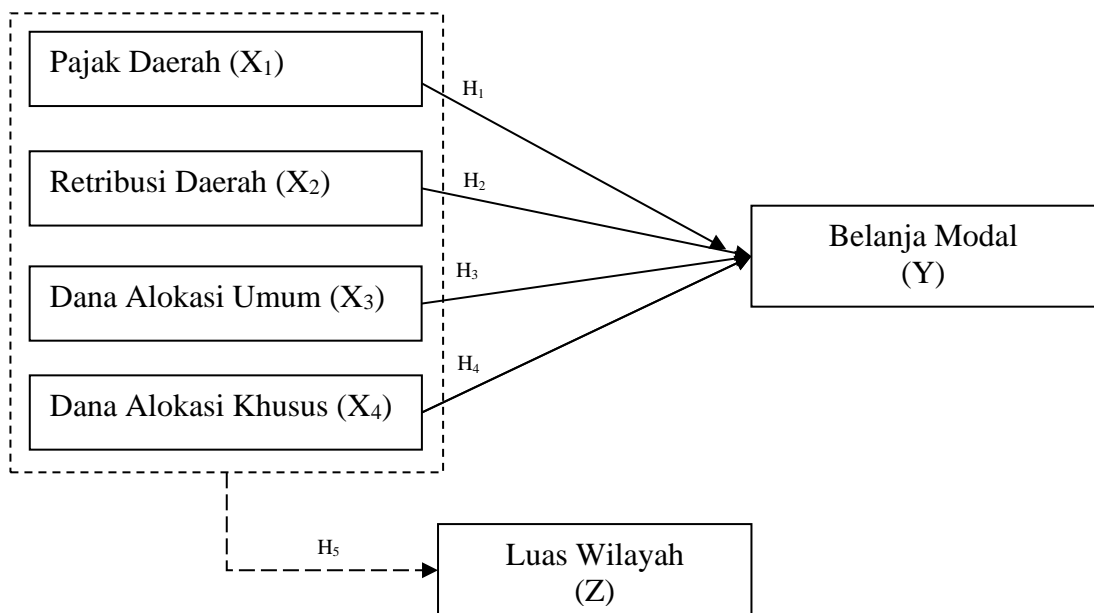 Pajak Daerah (X₁)
H₁
Retribusi Daerah (X₂)
H₂
Belanja Modal
(Y)
Dana Alokasi Umum (X₃)
H₃
Dana Alokasi Khusus (X₄)
H₄
H₅
Luas Wilayah
(Z)